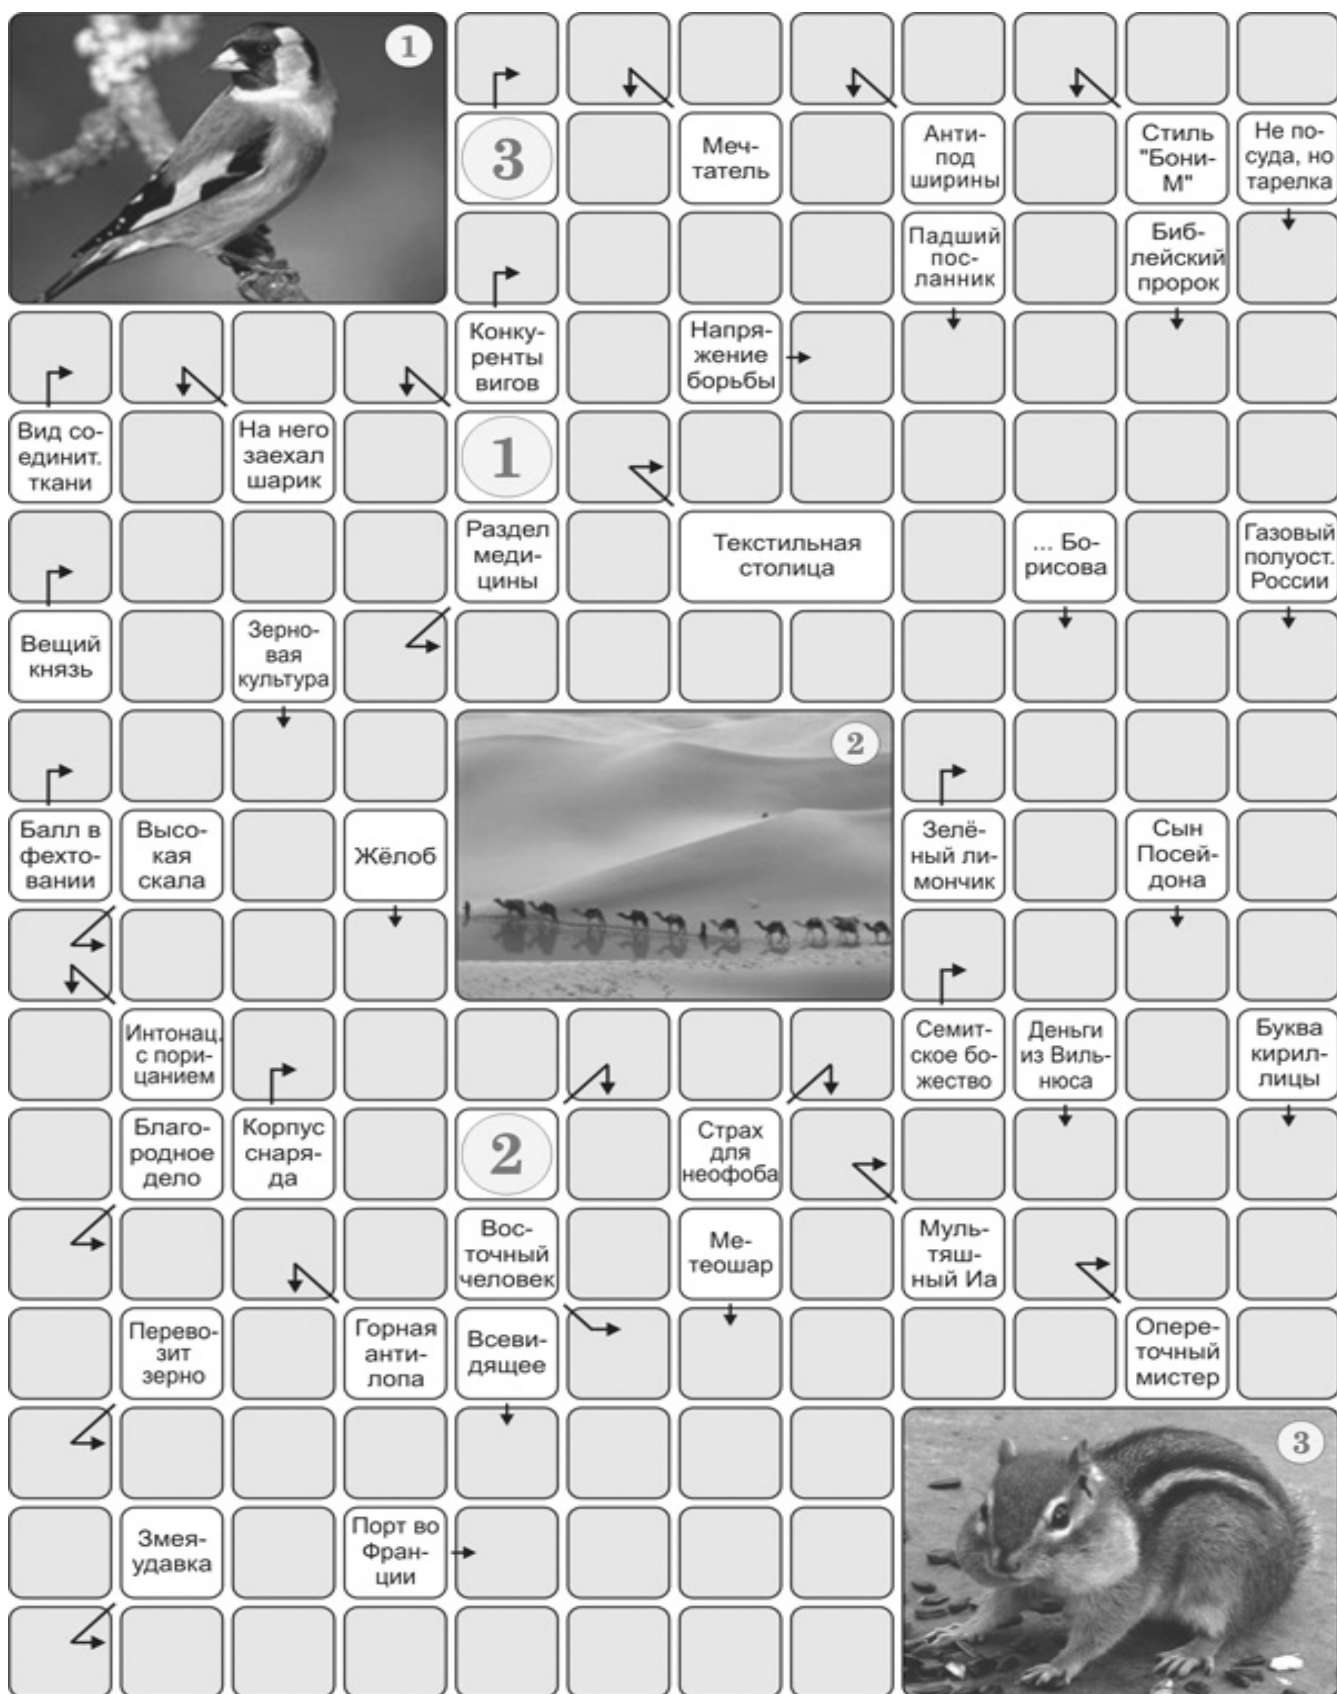 1
3
Меч-
татель
Анти-
под
ширины
Стиль
"Бони-
М"
Не по-
суда, но
тарелка
Падший
пос-
ланник
Биб-
лейский
пророк
Конку-
ренты
вигов
Напря-
жение
борьбы
Вид со-
единит.
ткани
На него
заехал
шарик
1
Раздел
меди-
цины
Текстильная
столица
... Бо-
рисова
Газовый
полуост.
России
Вещий
князь
Зерно-
вая
культура
2
Балл в
фехто-
вании
Высо-
кая
скала
Жёлоб
Зелё-
ный ли-
мончик
Сын
Посей-
дона
Интонац.
с пори-
цанием
Семит-
ское бо-
жество
Деньги
из Виль-
нюса
Буква
кирил-
лицы
Благо-
родное
дело
Корпус
снаря-
да
2
Страх
для
неофоба
Вос-
точный
человек
Ме-
теошар
Муль-
тяш-
ный Иа
Перево-
зит
зерно
Горная
анти-
лопа
Всеви-
дящее
Опере-
точный
мистер
3
Змея-
удавка
Порт во
Фран-
ции